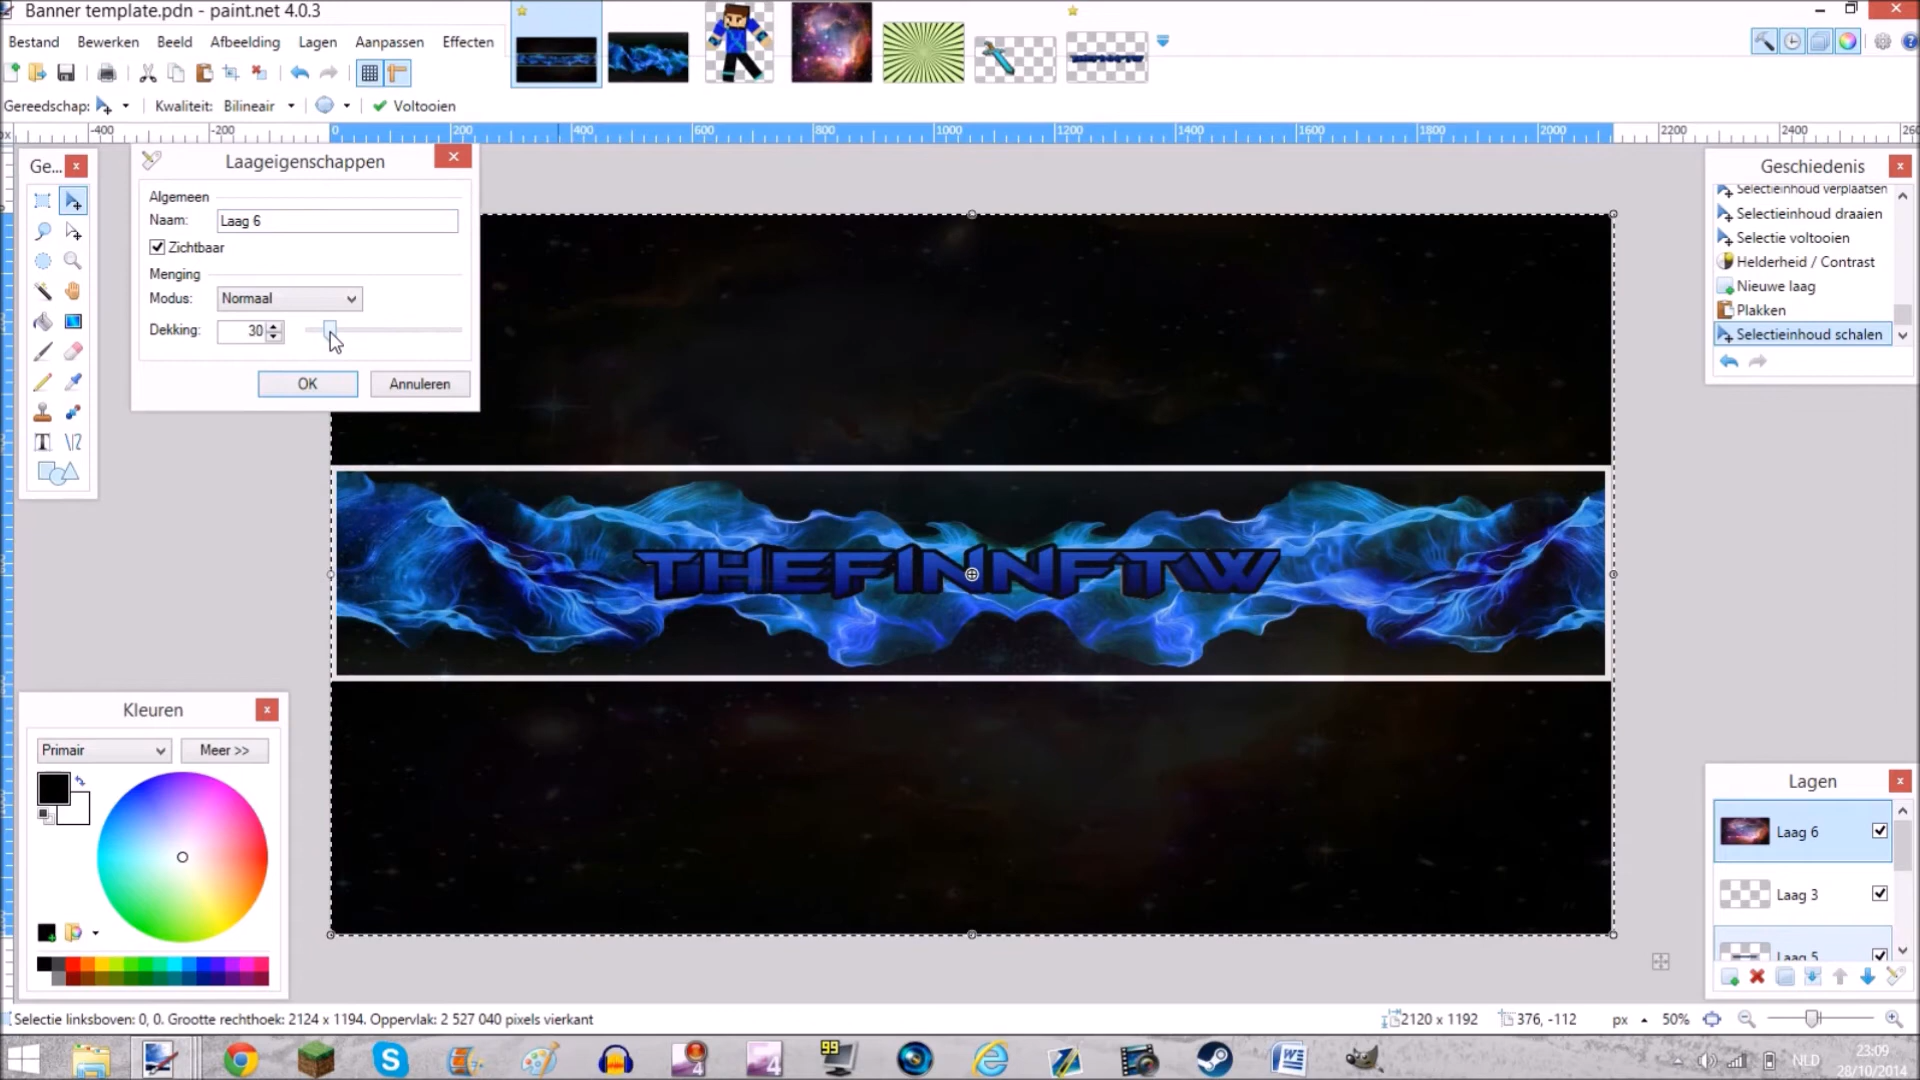 Banner template.pdn - paint.net 4.0.3
Bestand Bewerken Beeld Afbeelding Lagen Aanpassen Effecten
Gereedschap: Kwaliteit: Bilineair Voltooien
-400 -200 0 200 400 600 800 1000 1200 1400 1600 1800 2000 2200 2400
Ge...
Laageigenschappen
Algemeen
Naam: Laag 6
Zichtbaar
Menging
Modus: Normaal
Dekking: 30
OK Annuleren
Geschiedenis
Selectieinhoud verplaatsen
Selectieinhoud draaien
Selectie voltooien
Helderheid / Contrast
Nieuwe laag
Plakken
Selectieinhoud schalen
THEFINNFTW
Kleuren
Primair Meer >>
Lagen
Laag 6
Laag 3
Laag 5
Selectie linksboven: 0, 0. Grootte rechthoek: 2124 x 1194. Oppervlak: 2 527 040 pixels vierkant
2120 x 1192 376, -112 px 50%
99
4 4
NLD
23:09
28/10/2014